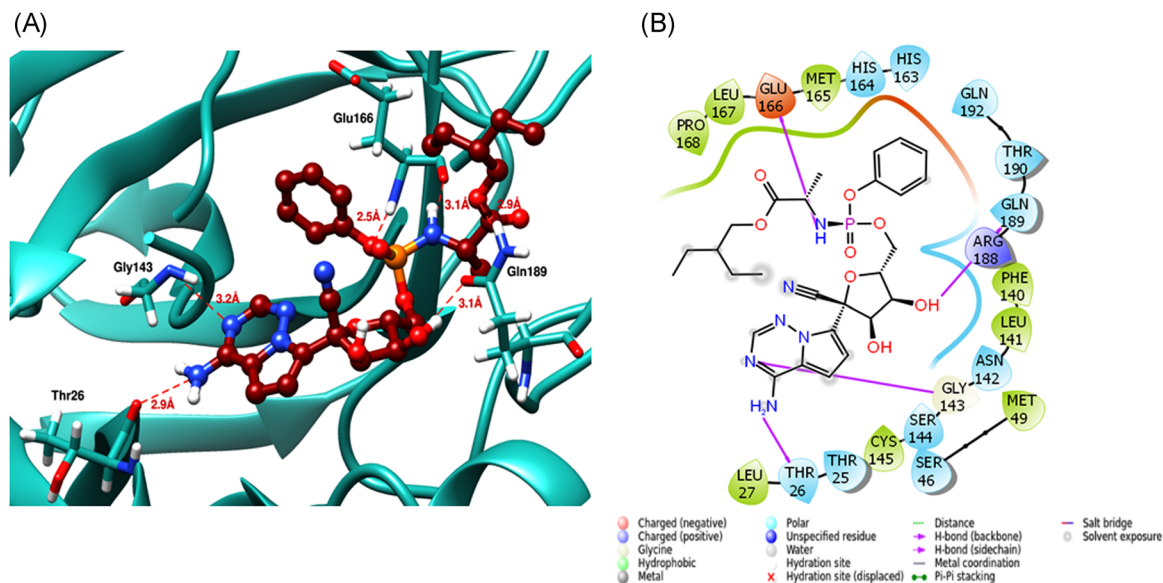 (A)
(B)
Glu166
2.5Å
3.1Å
2.9Å
Gln189
3.1Å
Gly143
3.2Å
Thr26
2.9Å
PRO
168
LEU
167
GLU
166
MET
165
HIS
164
HIS
163
GLN
192
THR
190
GLN
189
ARG
188
PHE
140
LEU
141
ASN
142
GLY
143
MET
49
SER
144
SER
46
CYS
145
THR
25
THR
26
LEU
27
O
O
NH
P
O
O
O
O
N
OH
OH
N
N
N
H2N
Charged (negative)
Charged (positive)
Glycine
Hydrophobic
Metal
Polar
Unspecified residue
Water
Hydration site
X Hydration site (displaced)
Distance
H-bond (backbone)
H-bond (sidechain)
Metal coordination
Pi-Pi stacking
Salt bridge
Solvent exposure